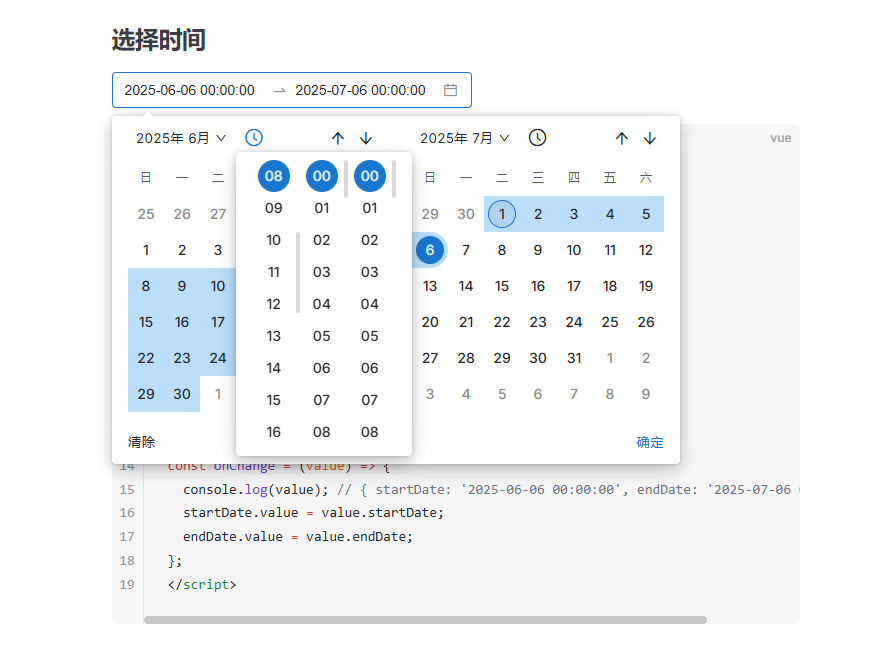 选择时间
2025-06-06 00:00:00 → 2025-07-06 00:00:00
2025年 6月 2025年 7月
日 一 二 日 一 二 三 四 五 六
08 00 00
25 26 27 09 01 01 29 30 1 2 3 4 5
1 2 3 10 02 02 6 7 8 9 10 11 12
8 9 10 11 03 03 13 14 15 16 17 18 19
15 16 17 12 04 04 20 21 22 23 24 25 26
22 23 24 13 05 05 27 28 29 30 31 1 2
29 30 1 14 06 06 3 4 5 6 7 8 9
15 07 07
16 08 08
清除 确定
vue
14 const onChange = (value) => {
15 console.log(value); // { startDate: '2025-06-06 00:00:00', endDate: '2025-07-06
16 startDate.value = value.startDate;
17 endDate.value = value.endDate;
18 };
19 </script>